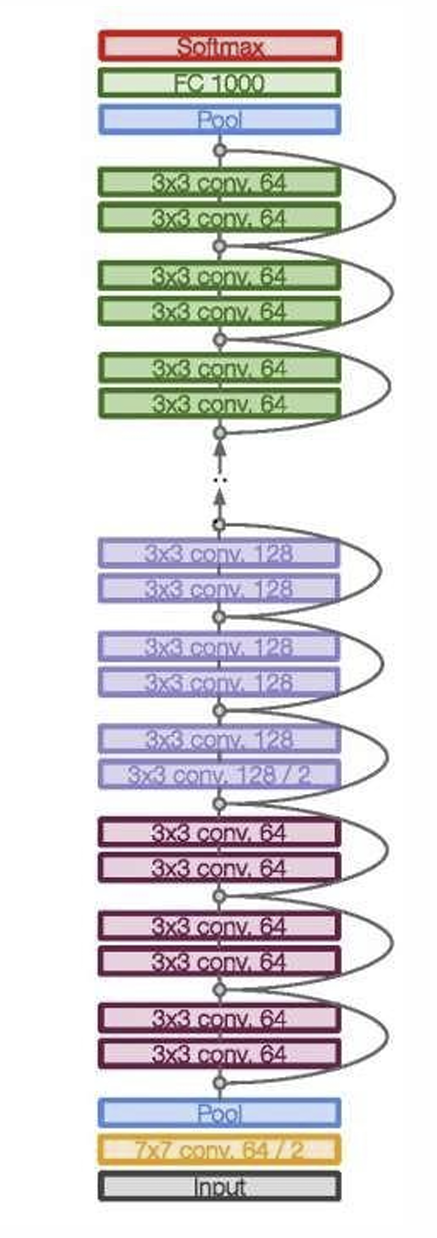 Softmax
FC 1000
Pool
3x3 conv, 64
3x3 conv, 64
3x3 conv, 64
3x3 conv, 64
3x3 conv, 64
3x3 conv, 64
..
3x3 conv, 128
3x3 conv, 128
3x3 conv, 128
3x3 conv, 128
3x3 conv, 128
3x3 conv, 128 / 2
3x3 conv, 64
3x3 conv, 64
3x3 conv, 64
3x3 conv, 64
3x3 conv, 64
3x3 conv, 64
Pool
7x7 conv, 64 / 2
Input